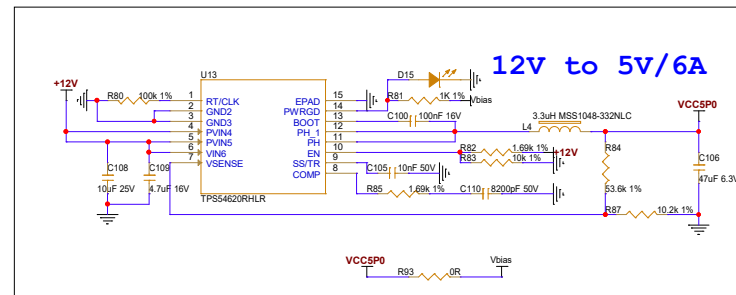 12V to 5V/6A
+12V
U13
R80
100k 1%
1
RT/CLK
2
GND2
3
GND3
4
PVIN4
5
PVIN5
6
VIN6
7
VSENSE
EPAD
15
PWRGD
14
BOOT
13
PH_1
12
PH
11
EN
10
SS/TR
9
COMP
8
TPS54620RHLR
C108
10uF 25V
C109
4.7uF 16V
D15
R81
1K 1%
Vbias
C100
100nF 16V
3.3uH MSS1048-332NLC
L4
VCC5P0
R82
1.69k 1%
+12V
R83
10k 1%
C105
10nF 50V
R85
1.69k 1%
C110
8200pF 50V
R84
53.6k 1%
C106
47uF 6.3V
R87
10.2k 1%
VCC5P0
R93
0R
Vbias